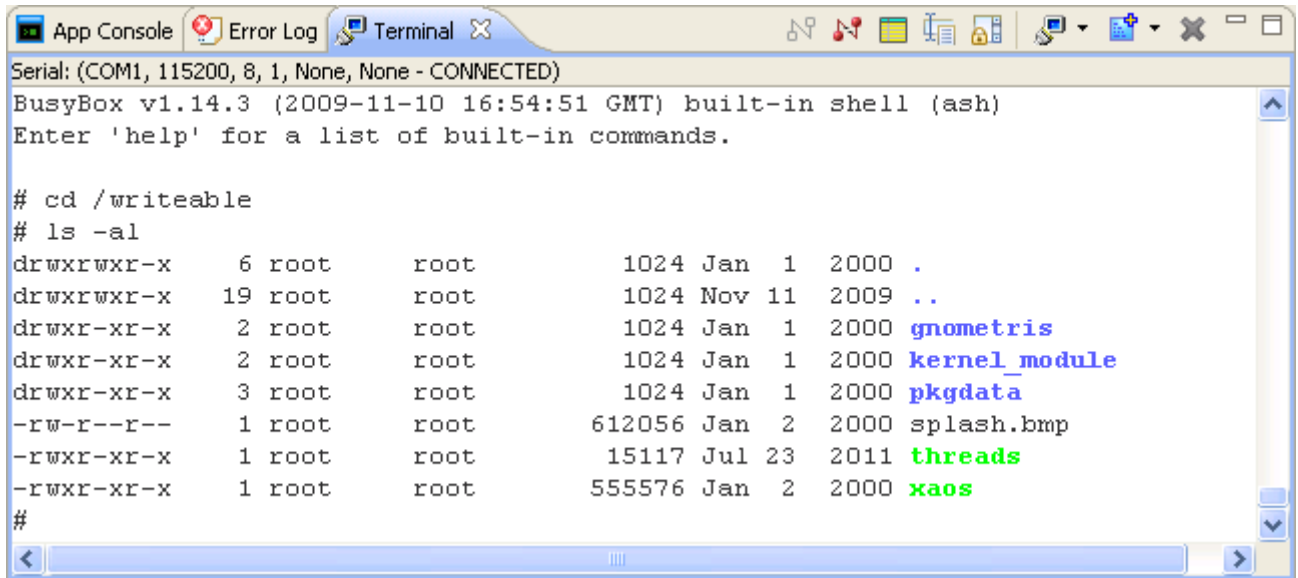 App Console Error Log Terminal
Serial: (COM1, 115200, 8, 1, None, None - CONNECTED)
BusyBox v1.14.3 (2009-11-10 16:54:51 GMT) built-in shell (ash)
Enter 'help' for a list of built-in commands.
# cd /writeable
# ls -al
drwxrwxr-x    6 root     root         1024 Jan  1  2000 .
drwxrwxr-x   19 root     root         1024 Nov 11  2009 ..
drwxr-xr-x    2 root     root         1024 Jan  1  2000 gnometris
drwxr-xr-x    2 root     root         1024 Jan  1  2000 kernel_module
drwxr-xr-x    3 root     root         1024 Jan  1  2000 pkgdata
-rw-r--r--    1 root     root       612056 Jan  2  2000 splash.bmp
-rwxr-xr-x    1 root     root        15117 Jul 23  2011 threads
-rwxr-xr-x    1 root     root       555576 Jan  2  2000 xaos
#